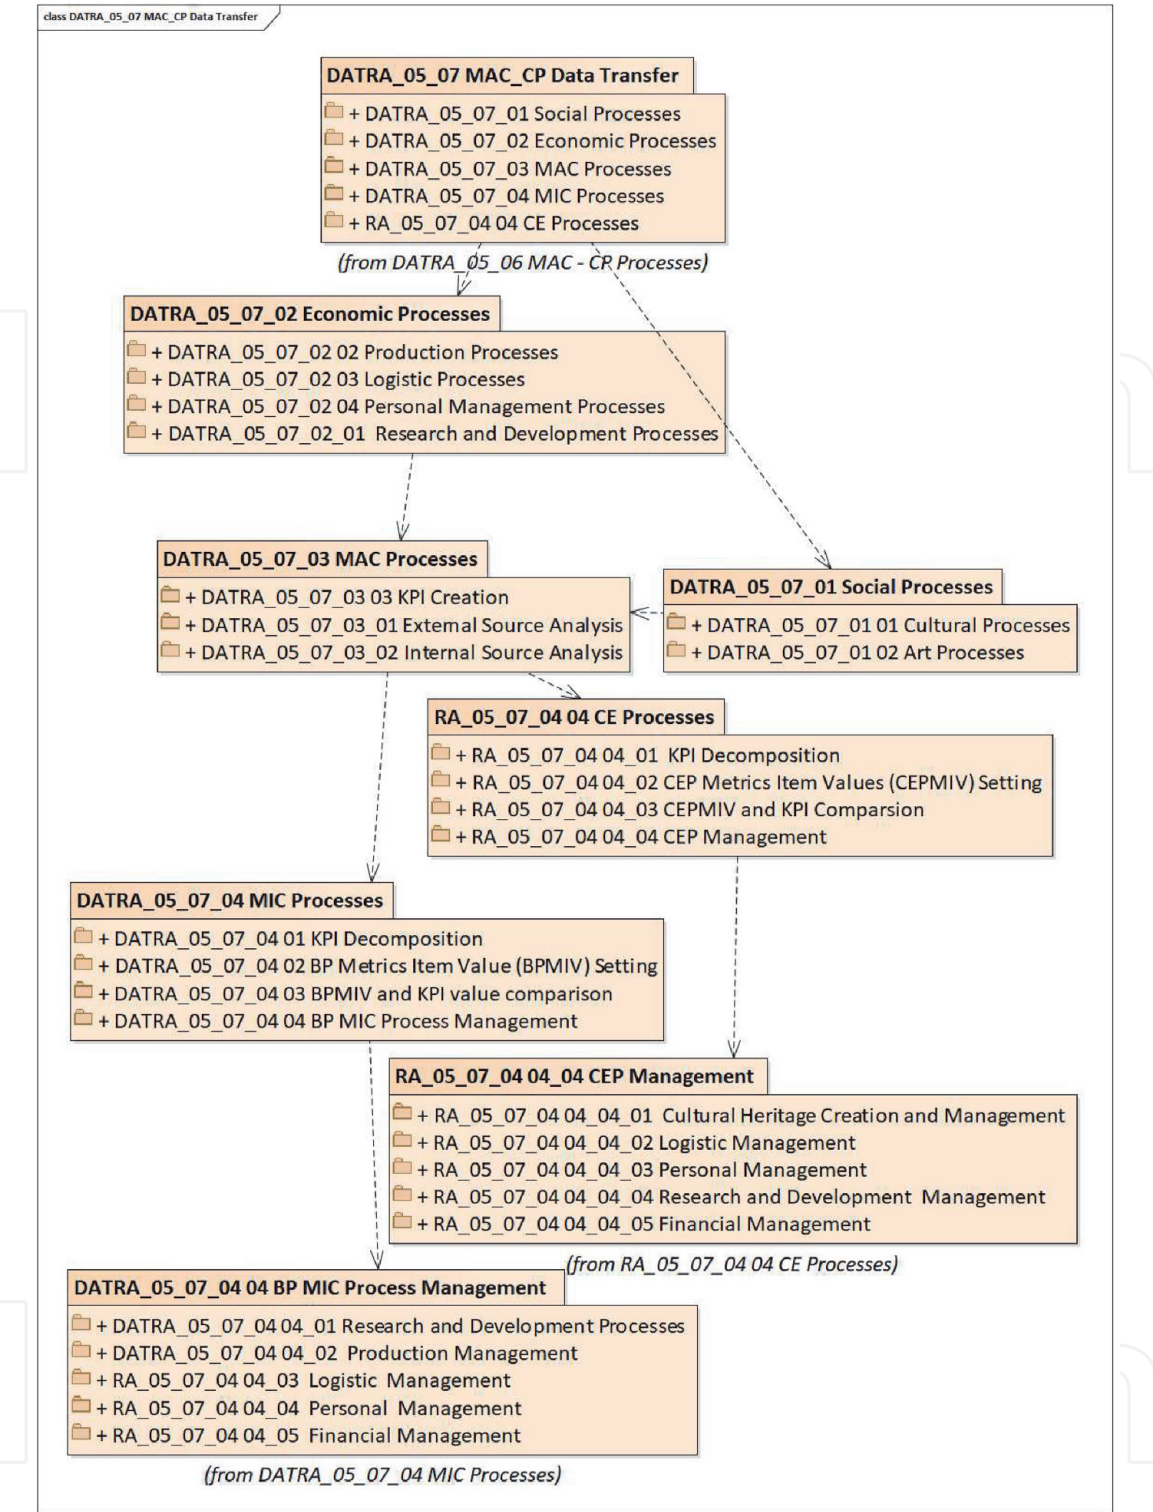 class DATRA_05_07 MAC_CP Data Transfer
DATRA_05_07 MAC_CP Data Transfer
+ DATRA_05_07_01 Social Processes
+ DATRA_05_07_02 Economic Processes
+ DATRA_05_07_03 MAC Processes
+ DATRA_05_07_04 MIC Processes
+ RA_05_07_04 04 CE Processes
(from DATRA_05_06 MAC - CP Processes)
DATRA_05_07_02 Economic Processes
+ DATRA_05_07_02 02 Production Processes
+ DATRA_05_07_02 03 Logistic Processes
+ DATRA_05_07_02 04 Personal Management Processes
+ DATRA_05_07_02_01 Research and Development Processes
DATRA_05_07_03 MAC Processes
+ DATRA_05_07_03 03 KPI Creation
+ DATRA_05_07_03_01 External Source Analysis
+ DATRA_05_07_03_02 Internal Source Analysis
DATRA_05_07_01 Social Processes
+ DATRA_05_07_01 01 Cultural Processes
+ DATRA_05_07_01 02 Art Processes
RA_05_07_04 04 CE Processes
+ RA_05_07_04 04_01 KPI Decomposition
+ RA_05_07_04 04_02 CEP Metrics Item Values (CEPMIV) Setting
+ RA_05_07_04 04_03 CEPMIV and KPI Comparsion
+ RA_05_07_04 04_04 CEP Management
DATRA_05_07_04 MIC Processes
+ DATRA_05_07_04 01 KPI Decomposition
+ DATRA_05_07_04 02 BP Metrics Item Value (BPMIV) Setting
+ DATRA_05_07_04 03 BPMIV and KPI value comparison
+ DATRA_05_07_04 04 BP MIC Process Management
RA_05_07_04 04_04 CEP Management
+ RA_05_07_04 04_04_01 Cultural Heritage Creation and Management
+ RA_05_07_04 04_04_02 Logistic Management
+ RA_05_07_04 04_04_03 Personal Management
+ RA_05_07_04 04_04_04 Research and Development Management
+ RA_05_07_04 04_04_05 Financial Management
(from RA_05_07_04 04 CE Processes)
DATRA_05_07_04 04 BP MIC Process Management
+ DATRA_05_07_04 04_01 Research and Development Processes
+ DATRA_05_07_04 04_02 Production Management
+ RA_05_07_04 04_03 Logistic Management
+ RA_05_07_04 04_04 Personal Management
+ RA_05_07_04 04_05 Financial Management
(from DATRA_05_07_04 MIC Processes)